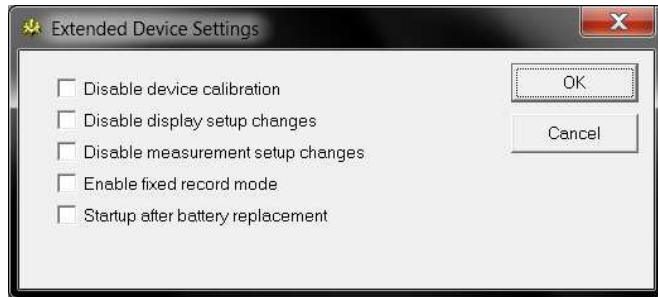 Extended Device Settings
Disable device calibration
OK
Disable display setup changes
Cancel
Disable measurement setup changes
Enable fixed record mode
Startup after battery replacement